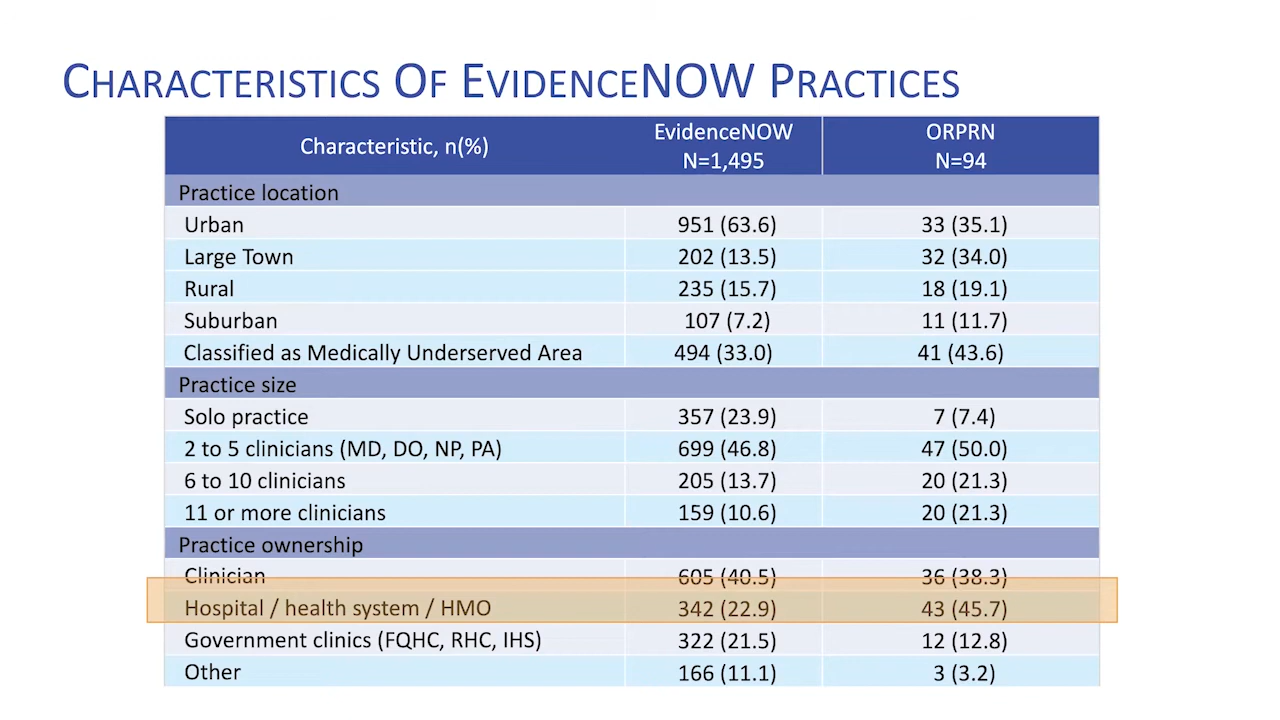 CHARACTERISTICS OF EVIDENCENOW PRACTICES
Characteristic, n(%) EvidenceNOW N=1,495 ORPRN N=94
Practice location
Urban 951 (63.6) 33 (35.1)
Large Town 202 (13.5) 32 (34.0)
Rural 235 (15.7) 18 (19.1)
Suburban 107 (7.2) 11 (11.7)
Classified as Medically Underserved Area 494 (33.0) 41 (43.6)
Practice size
Solo practice 357 (23.9) 7 (7.4)
2 to 5 clinicians (MD, DO, NP, PA) 699 (46.8) 47 (50.0)
6 to 10 clinicians 205 (13.7) 20 (21.3)
11 or more clinicians 159 (10.6) 20 (21.3)
Practice ownership
Clinician 605 (40.5) 36 (38.3)
Hospital / health system / HMO 342 (22.9) 43 (45.7)
Government clinics (FQHC, RHC, IHS) 322 (21.5) 12 (12.8)
Other 166 (11.1) 3 (3.2)